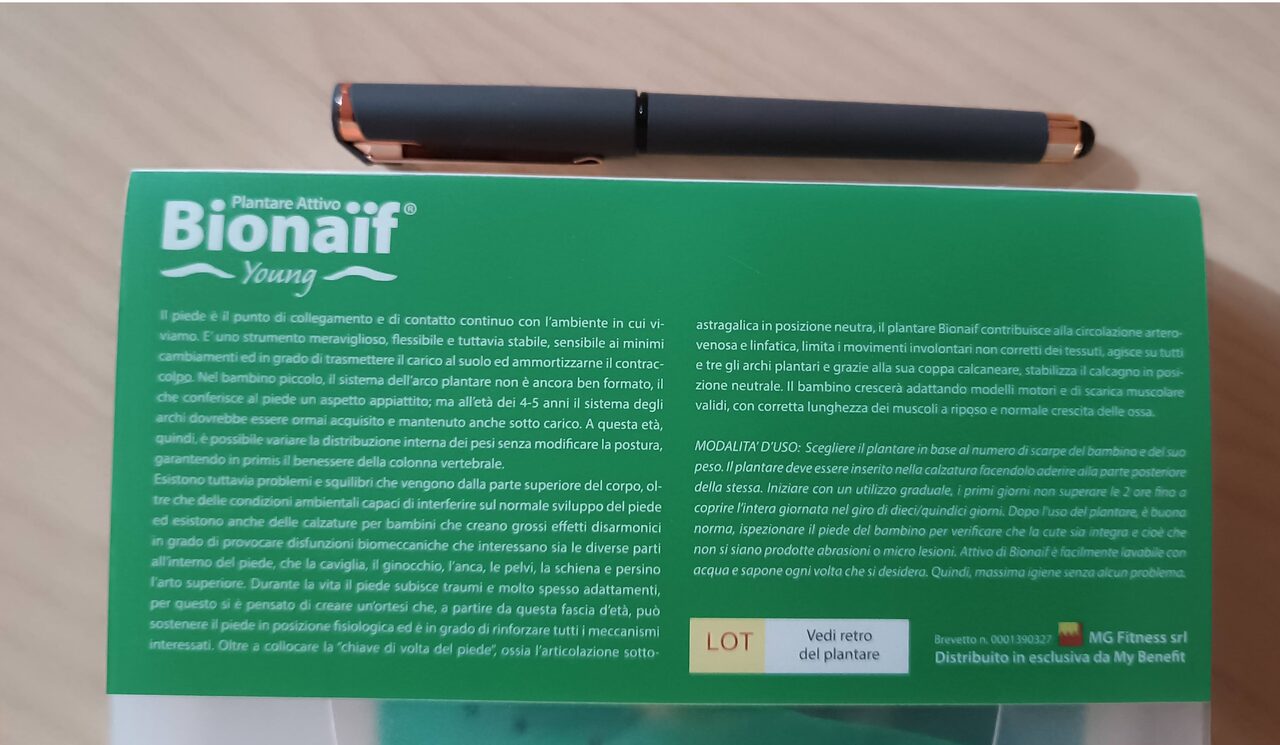 Plantare Attivo
Bionaïf®
Young
Il piede è il punto di collegamento e di contatto continuo con l'ambiente in cui vi-
viamo. E' uno strumento meraviglioso, flessibile e tuttavia stabile, sensibile ai minimi
cambiamenti ed in grado di trasmettere il carico al suolo ed ammortizzarne il contrac-
colpo. Nel bambino piccolo, il sistema dell'arco plantare non è ancora ben formato, il
che conferisce al piede un aspetto appiattito; ma all'età dei 4-5 anni il sistema degli
archi dovrebbe essere ormai acquisito e mantenuto anche sotto carico. A questa età,
quindi, è possibile variare la distribuzione interna dei pesi senza modificare la postura,
garantendo in primis il benessere della colonna vertebrale.
Esistono tuttavia problemi e squilibri che vengono dalla parte superiore del corpo, ol-
tre che delle condizioni ambientali capaci di interferire sul normale sviluppo del piede
ed esistono anche delle calzature per bambini che creano grossi effetti disarmonici
in grado di provocare disfunzioni biomeccaniche che interessano sia le diverse parti
all'interno del piede, che la caviglia, il ginocchio, l'anca, le pelvi, la schiena e persino
l'arto superiore. Durante la vita il piede subisce traumi e molto spesso adattamenti,
per questo si è pensato di creare un'ortesi che, a partire da questa fascia d'età, può
sostenere il piede in posizione fisiologica ed è in grado di rinforzare tutti i meccanismi
interessati. Oltre a collocare la "chiave di volta del piede", ossia l'articolazione sotto-
astragalica in posizione neutra, il plantare Bionaif contribuisce alla circolazione artero-
venosa e linfatica, limita i movimenti involontari non corretti dei tessuti, agisce su tutti
e tre gli archi plantari e grazie alla sua coppa calcaneare, stabilizza il calcagno in posi-
zione neutrale. Il bambino crescerà adattando modelli motori e di scarica muscolare
validi, con corretta lunghezza dei muscoli a riposo e normale crescita delle ossa.
MODALITA' D'USO: Scegliere il plantare in base al numero di scarpe del bambino e del suo
peso. Il plantare deve essere inserito nella calzatura facendolo aderire alla parte posteriore
della stessa. Iniziare con un utilizzo graduale, i primi giorni non superare le 2 ore fino a
coprire l'intera giornata nel giro di dieci/quindici giorni. Dopo l'uso del plantare, è buona
norma, ispezionare il piede del bambino per verificare che la cute sia integra e cioè che
non si siano prodotte abrasioni o micro lesioni. Attivo di Bionaif è facilmente lavabile con
acqua e sapone ogni volta che si desidera. Quindi, massima igiene senza alcun problema.
LOT
Vedi retro
del plantare
Brevetto n. 0001390327 MG Fitness srl
Distribuito in esclusiva da My Benefit